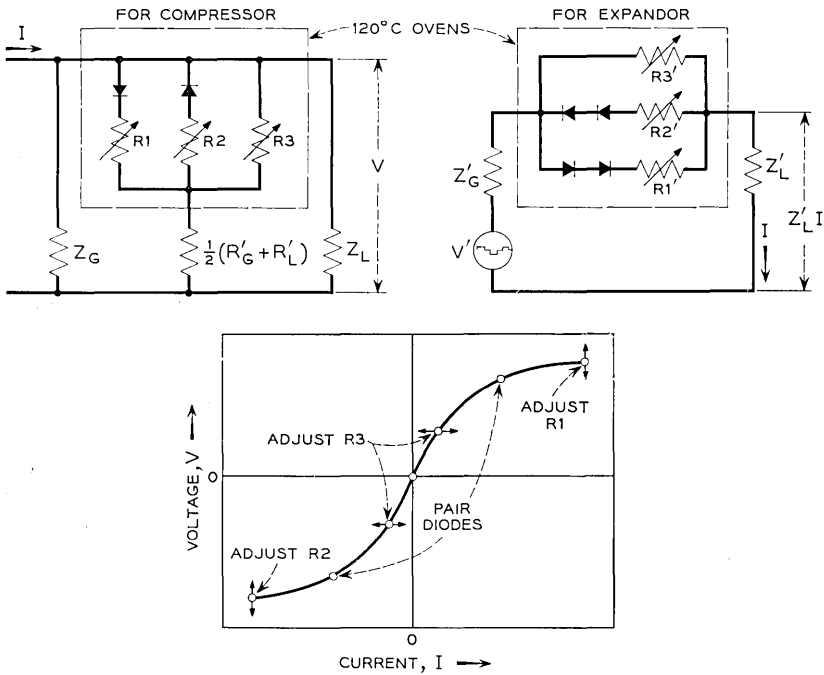 FOR COMPRESSOR
I
120°C OVENS
FOR EXPANDOR
R1
R2
R3
V
Z_G
½(R'_G + R'_L)
Z_L
R3'
R2'
R1'
Z'_G
V'
Z'_L
I
Z'_L I
VOLTAGE, V
0
ADJUST R3
ADJUST R1
PAIR DIODES
ADJUST R2
0
CURRENT, I